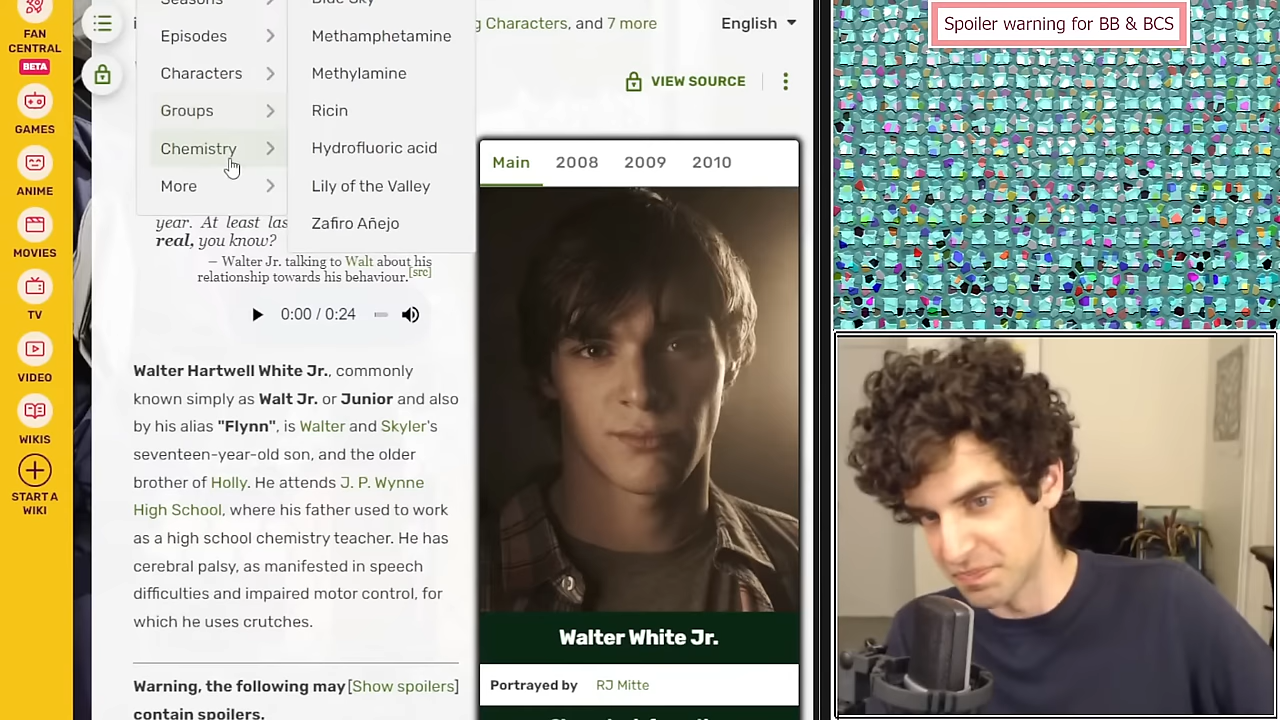 FAN
CENTRAL
BETA
GAMES
ANIME
MOVIES
TV
VIDEO
WIKIS
START A
WIKI
Characters, and 7 more
English
VIEW SOURCE
Episodes
Characters
Groups
Chemistry
More
Blue Sky
Methamphetamine
Methylamine
Ricin
Hydrofluoric acid
Lily of the Valley
Zafiro Añejo
year. At least las
real, you know?
– Walter Jr. talking to Walt about his
relationship towards his behaviour.[src]
0:00 / 0:24
Walter Hartwell White Jr., commonly
known simply as Walt Jr. or Junior and also
by his alias "Flynn", is Walter and Skyler's
seventeen-year-old son, and the older
brother of Holly. He attends J. P. Wynne
High School, where his father used to work
as a high school chemistry teacher. He has
cerebral palsy, as manifested in speech
difficulties and impaired motor control, for
which he uses crutches.
Warning, the following may [Show spoilers]
contain spoilers.
Main 2008 2009 2010
Walter White Jr.
Portrayed by RJ Mitte
Spoiler warning for BB & BCS